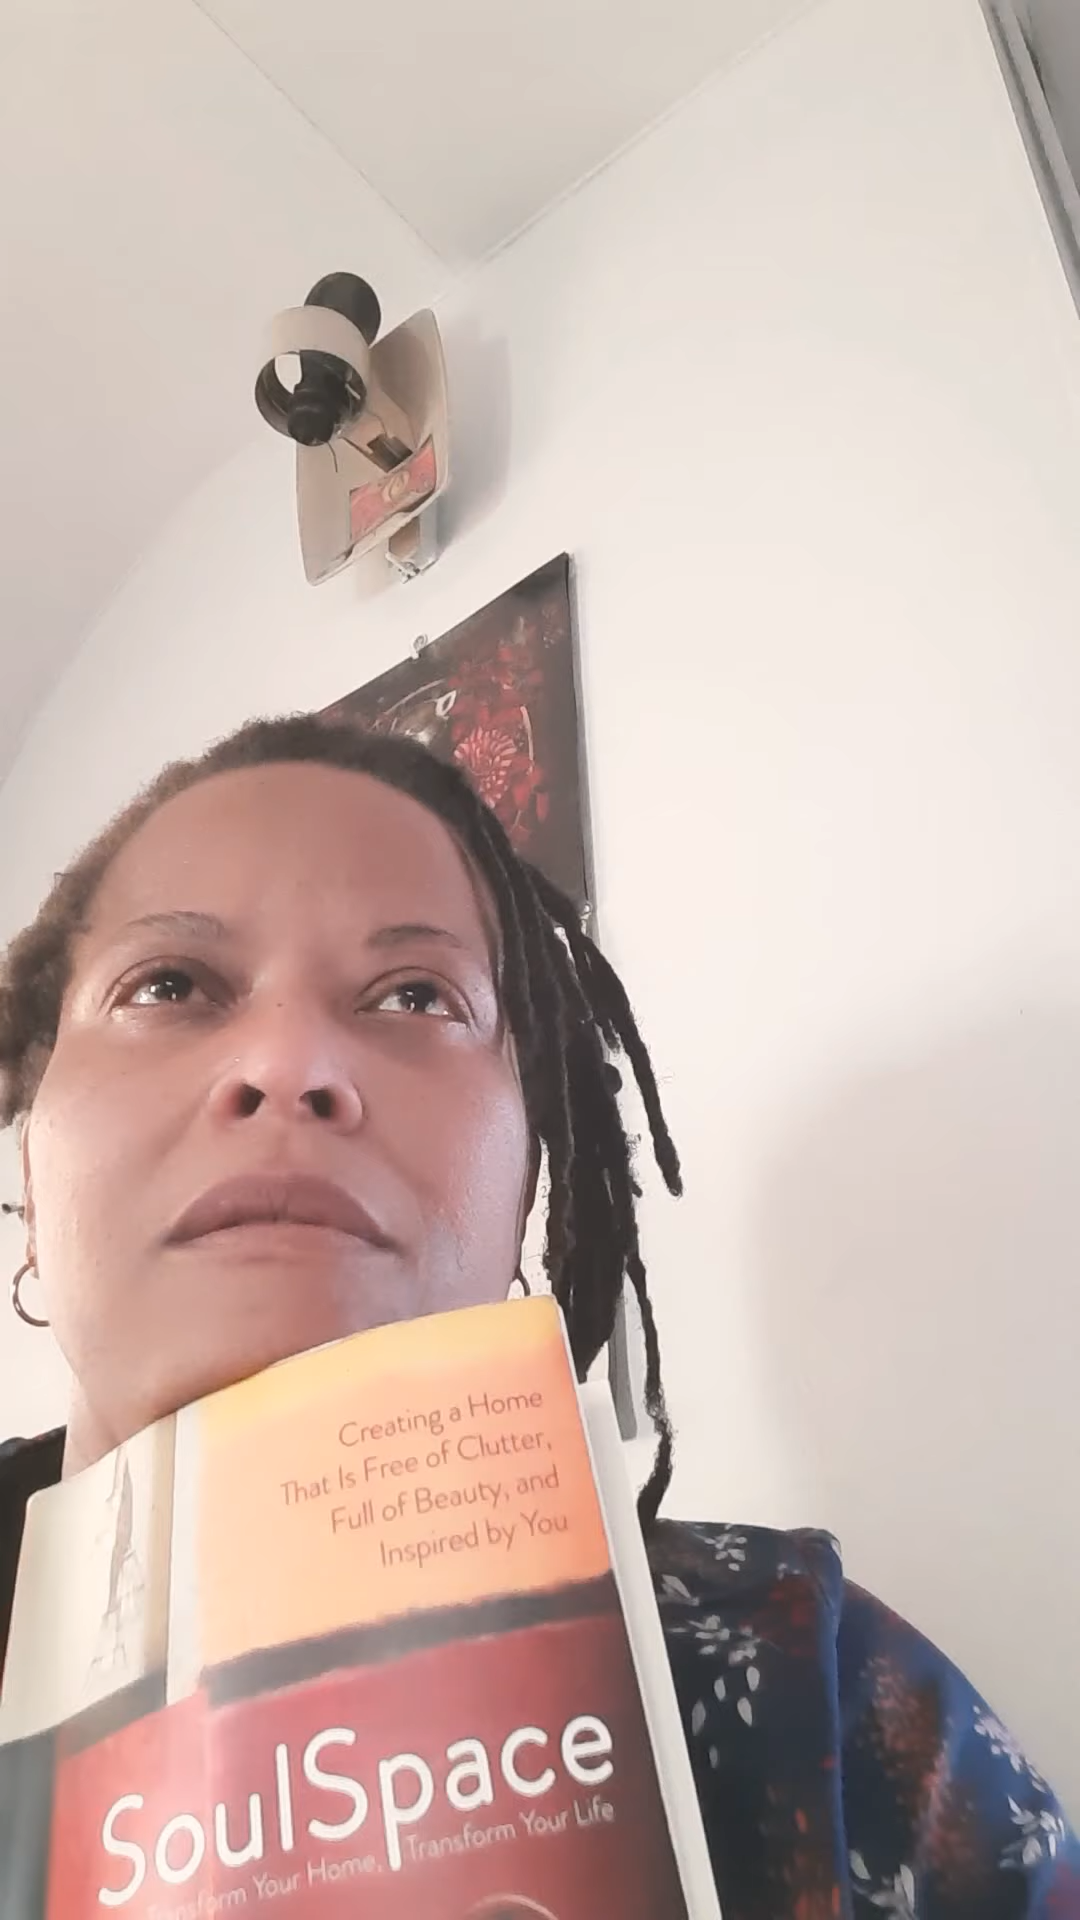 Creating a Home
That Is Free of Clutter,
Full of Beauty, and
Inspired by You
SoulSpace
Transform Your Home, Transform Your Life